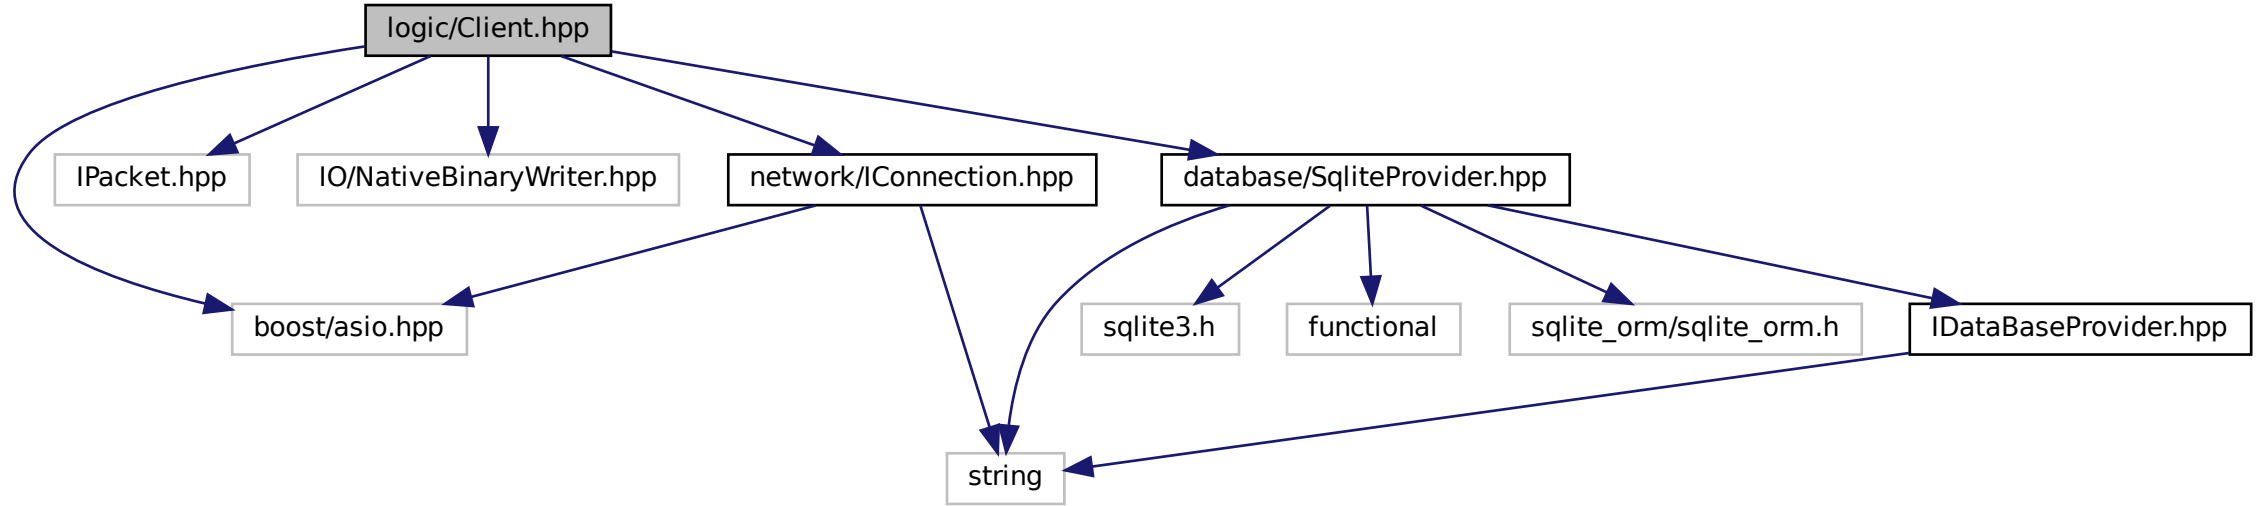 logic/Client.hpp
IPacket.hpp
IO/NativeBinaryWriter.hpp
network/IConnection.hpp
database/SqliteProvider.hpp
boost/asio.hpp
sqlite3.h
functional
sqlite_orm/sqlite_orm.h
IDataBaseProvider.hpp
string